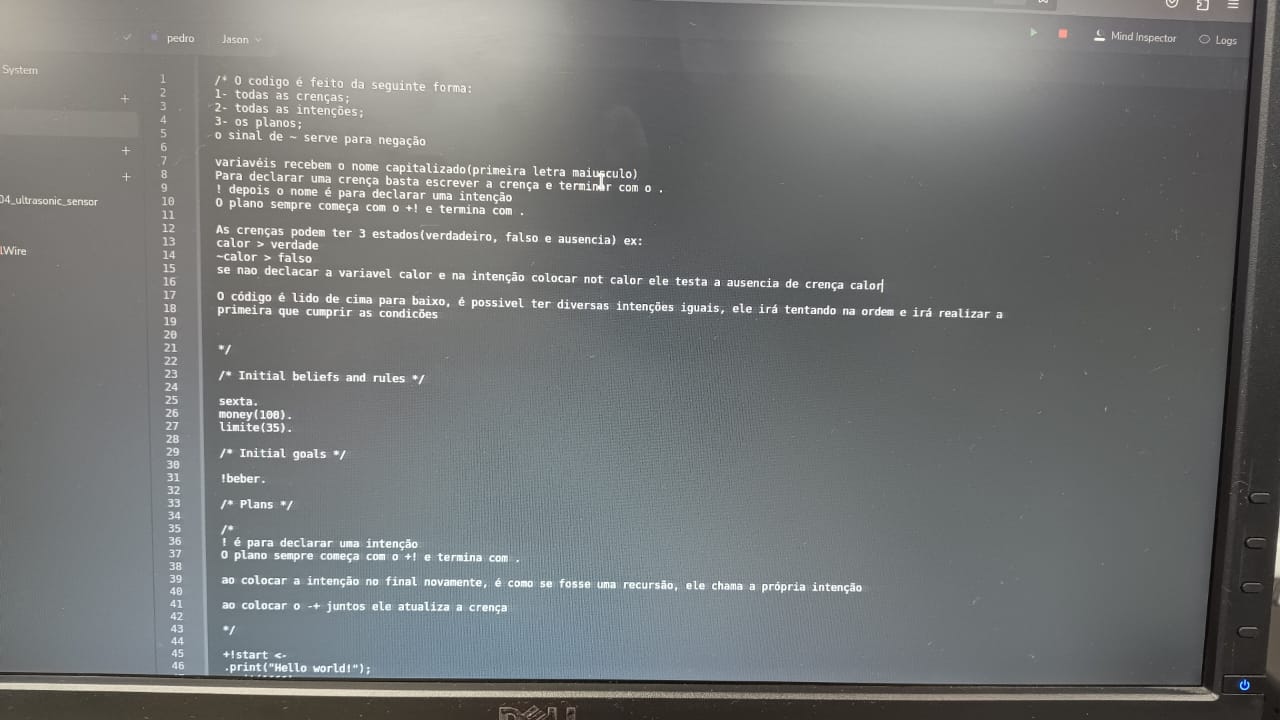 pedro
Jason
Mind Inspector
Logs
System
04_ultrasonic_sensor
Wire
1 /* O codigo é feito da seguinte forma:
2 1- todas as crenças;
3 2- todas as intenções;
4 3- os planos;
5 o sinal de ~ serve para negação
6
7 variavéis recebem o nome capitalizado(primeira letra maiusculo)
8 Para declarar uma crença basta escrever a crença e terminar com o .
9 ! depois o nome é para declarar uma intenção
10 O plano sempre começa com o +! e termina com .
11
12 As crenças podem ter 3 estados(verdadeiro, falso e ausencia) ex:
13 calor > verdade
14 ~calor > falso
15 se nao declacar a variavel calor e na intenção colocar not calor ele testa a ausencia de crença calor
16
17 O código é lido de cima para baixo, é possivel ter diversas intenções iguais, ele irá tentando na ordem e irá realizar a
18 primeira que cumprir as condicões
19
20
21 */
22
23 /* Initial beliefs and rules */
24
25 sexta.
26 money(100).
27 limite(35).
28
29 /* Initial goals */
30
31 !beber.
32
33 /* Plans */
34
35 /*
36 ! é para declarar uma intenção
37 O plano sempre começa com o +! e termina com .
38
39 ao colocar a intenção no final novamente, é como se fosse uma recursão, ele chama a própria intenção
40
41 ao colocar o -+ juntos ele atualiza a crença
42
43 */
44
45 +!start <-
46 .print("Hello world!");
DELL